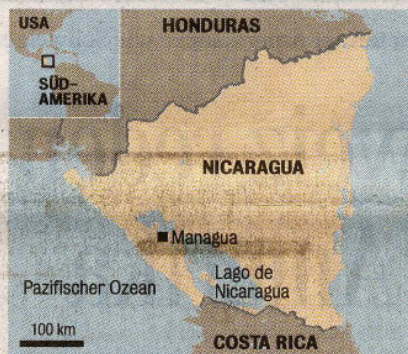 USA
HONDURAS
SÜD-
AMERIKA
NICARAGUA
Managua
Pazifischer Ozean
Lago de
Nicaragua
100 km
COSTA RICA